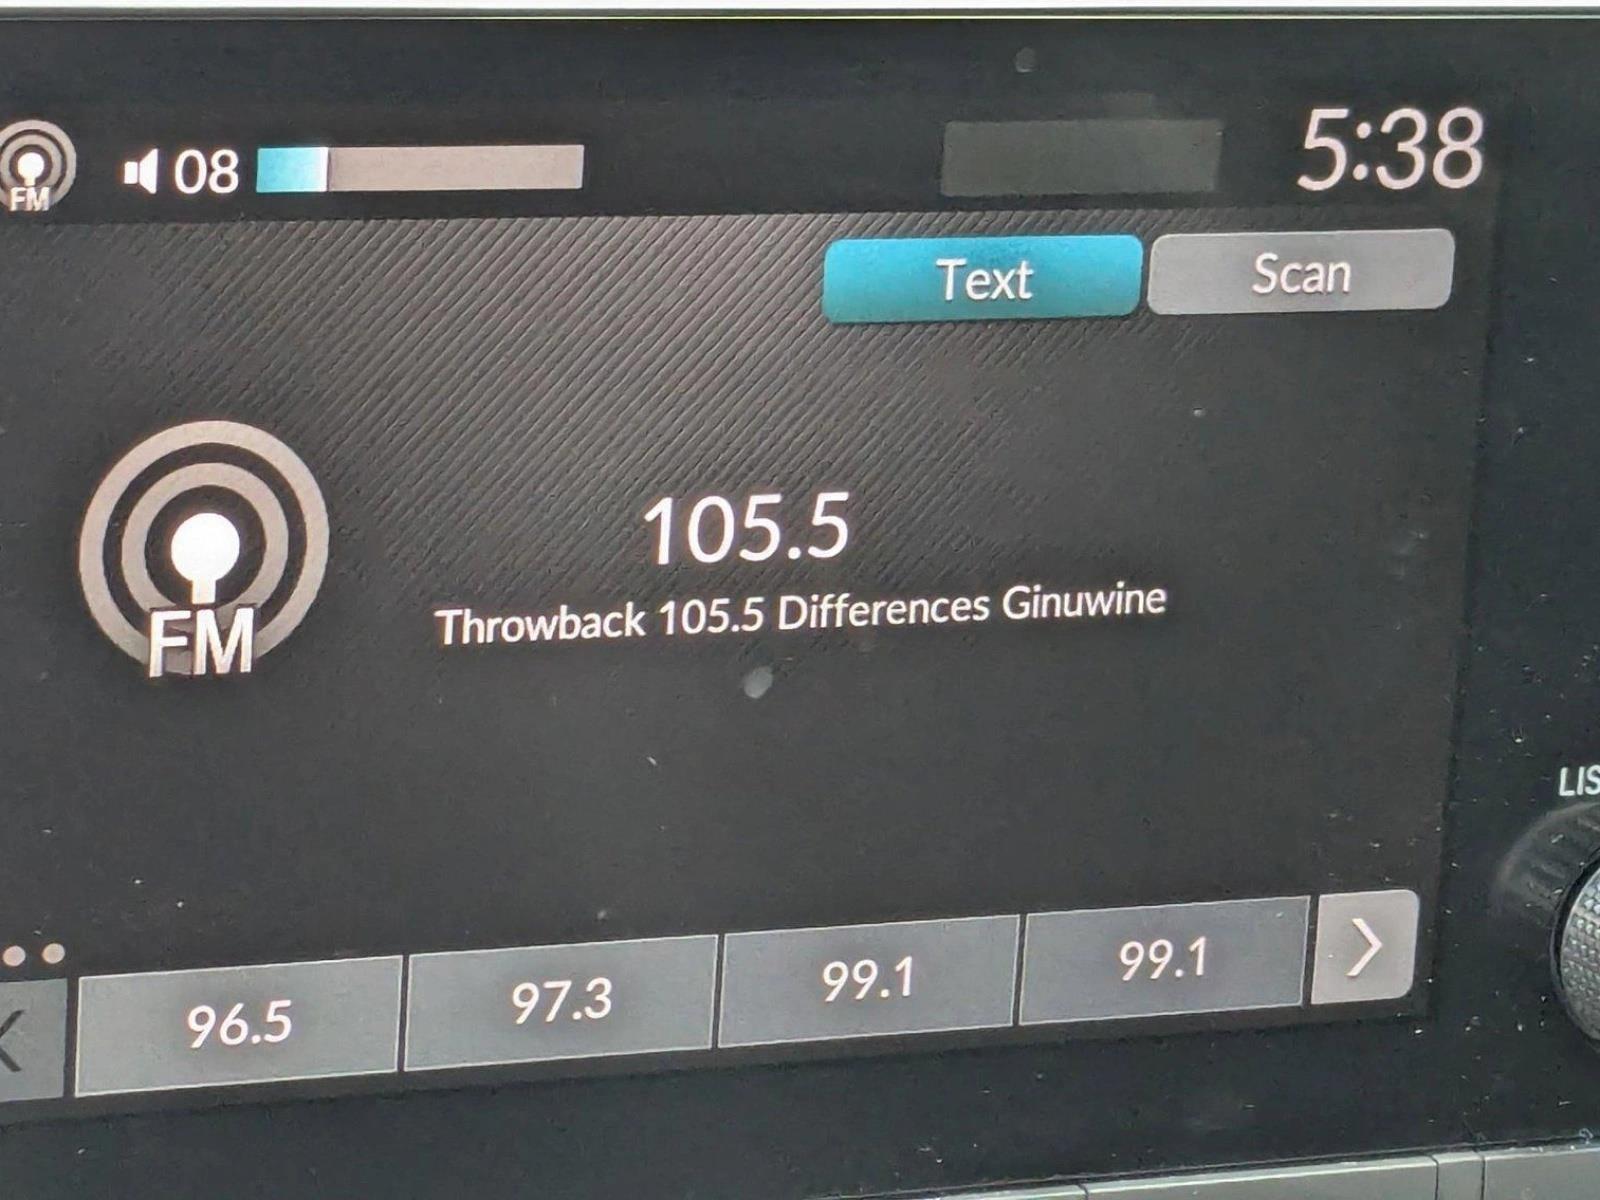 FM 08 5:38
Text Scan
105.5
FM
Throwback 105.5 Differences Ginuwine
LIS
96.5 97.3 99.1 99.1